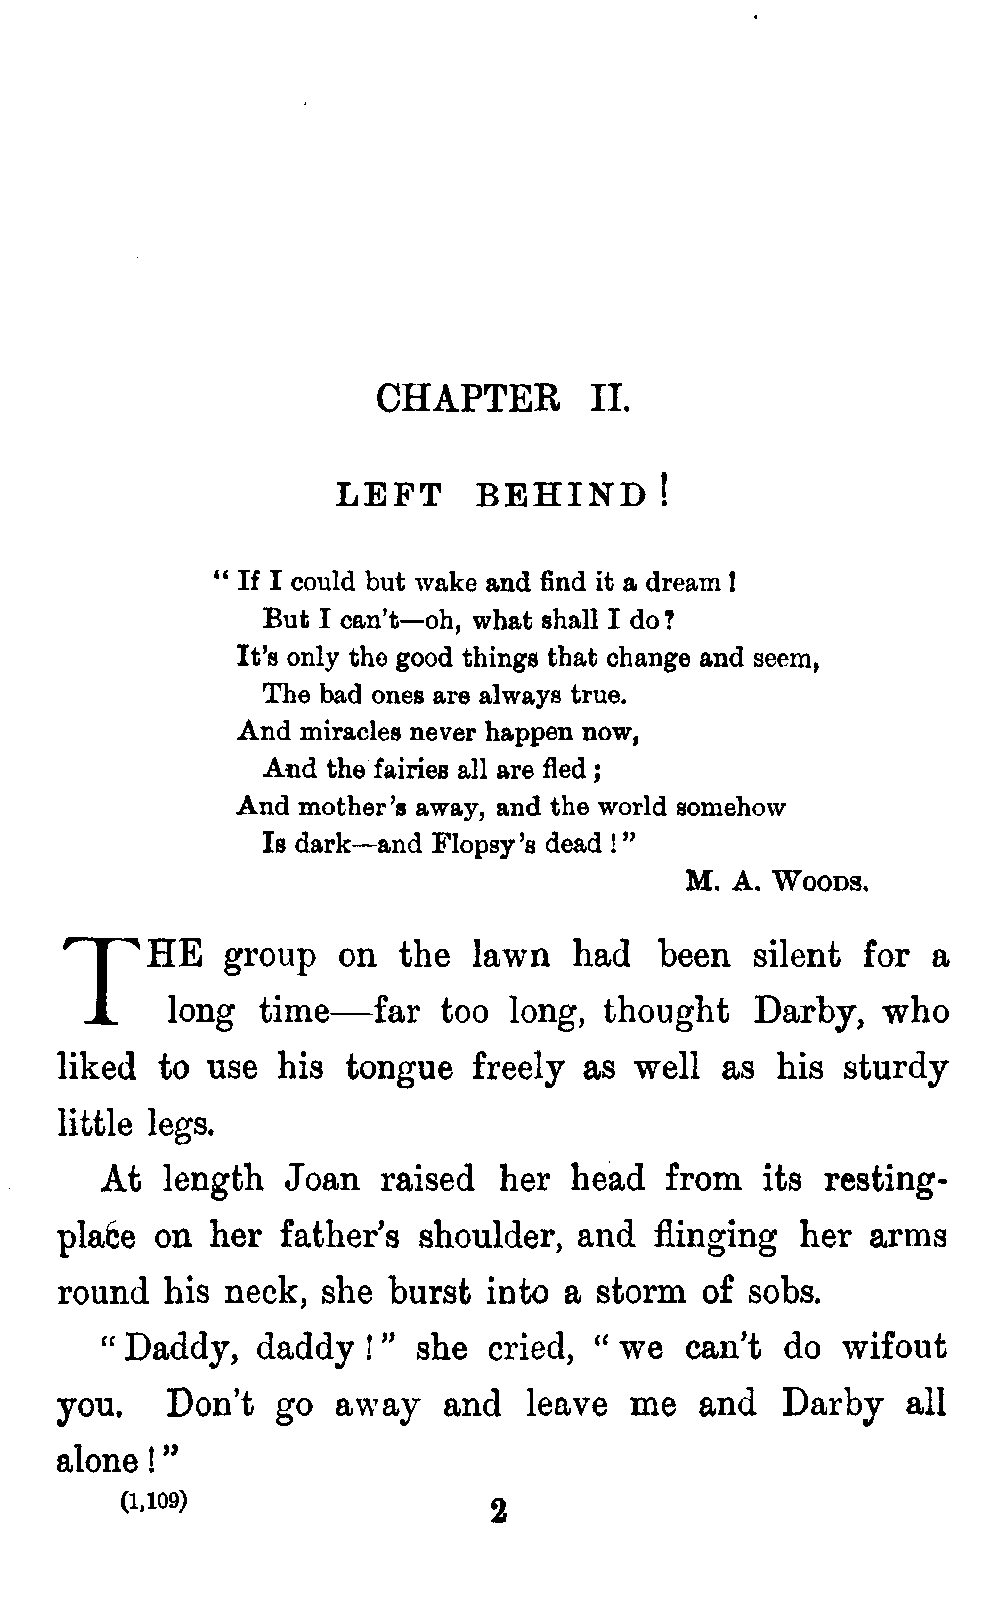 CHAPTER II.
LEFT BEHIND!
“If I could but wake and find it a dream!
But I can't—oh, what shall I do?
It's only the good things that change and seem,
The bad ones are always true.
And miracles never happen now,
And the fairies all are fled;
And mother's away, and the world somehow
Is dark—and Flopsy's dead!”
M. A. WOODS.
THE group on the lawn had been silent for a
long time—far too long, thought Darby, who
liked to use his tongue freely as well as his sturdy
little legs.
At length Joan raised her head from its resting-
place on her father's shoulder, and flinging her arms
round his neck, she burst into a storm of sobs.
“Daddy, daddy!” she cried, “we can't do wifout
you. Don't go away and leave me and Darby all
alone!”
(1,109) 2